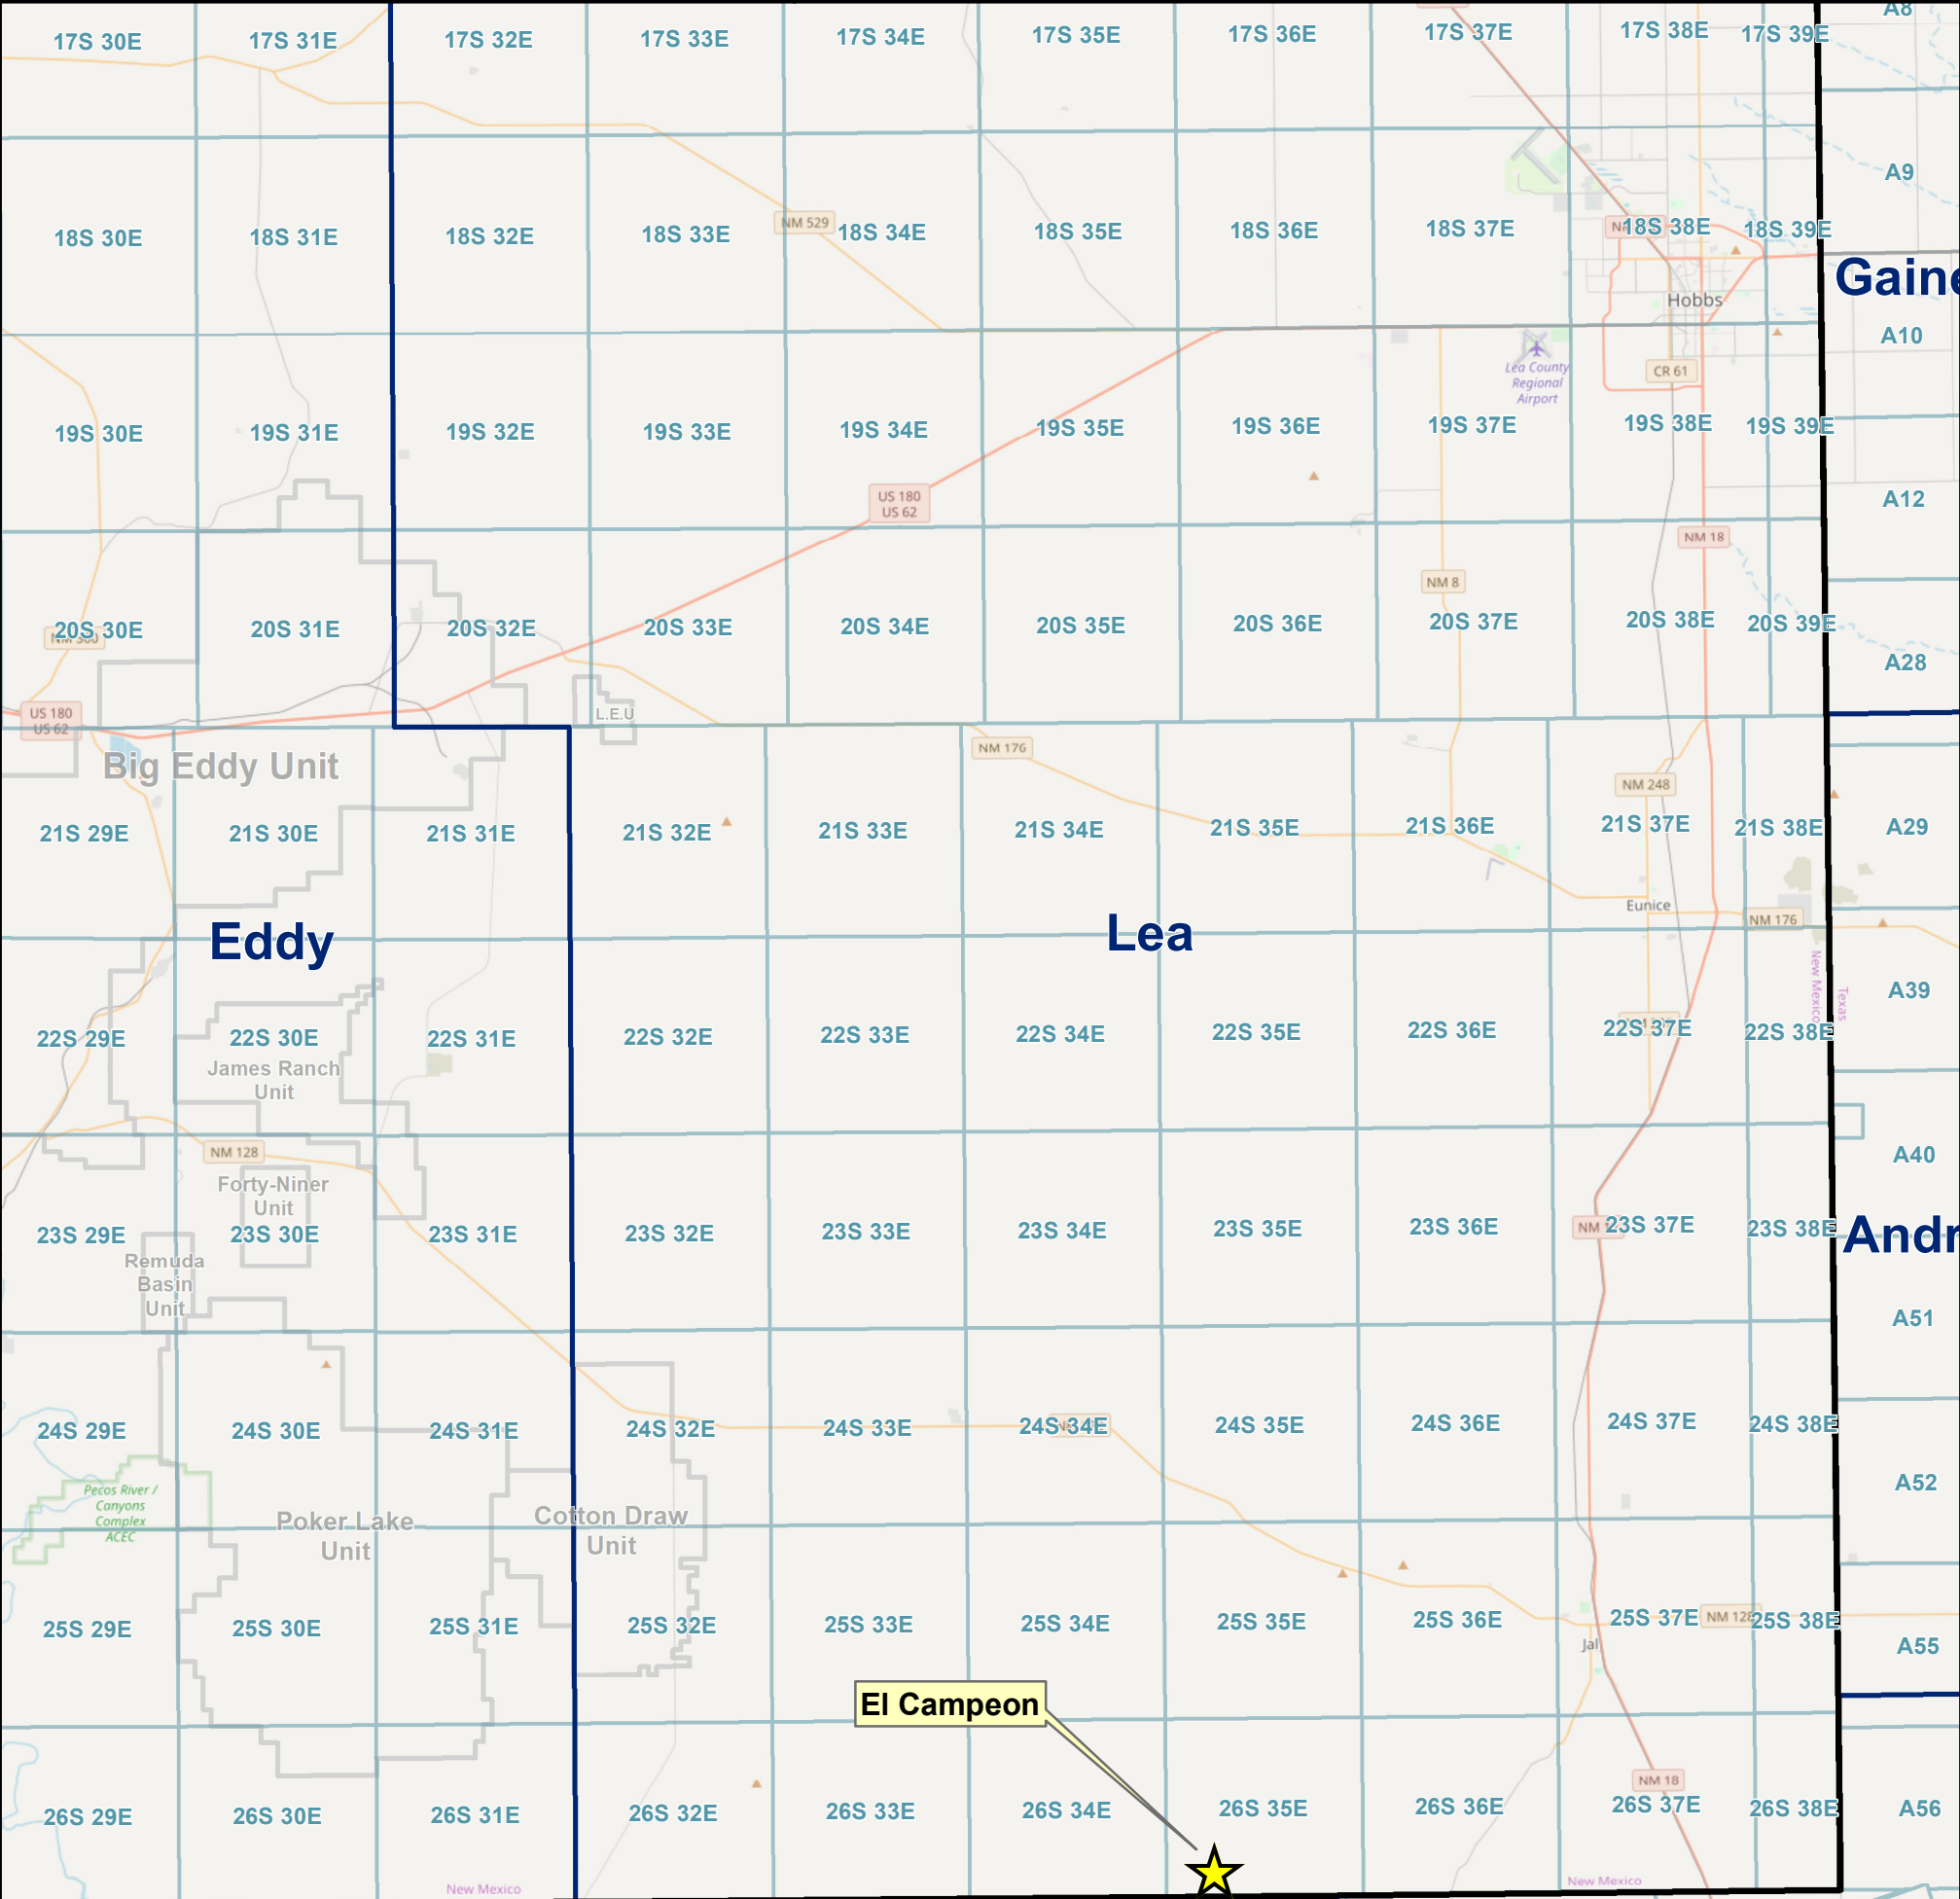 17S 30E
17S 31E
17S 32E
17S 33E
17S 34E
17S 35E
17S 36E
17S 37E
17S 38E
17S 39E
A8
A9
18S 30E
18S 31E
18S 32E
18S 33E
NM 529
18S 34E
18S 35E
18S 36E
18S 37E
18S 38E
18S 39E
Gaine
Hobbs
A10
Lea County
Regional
Airport
CR 61
19S 30E
19S 31E
19S 32E
19S 33E
19S 34E
19S 35E
19S 36E
19S 37E
19S 38E
19S 39E
US 180
US 62
A12
NM 18
NM 8
20S 30E
20S 31E
20S 32E
20S 33E
20S 34E
20S 35E
20S 36E
20S 37E
20S 38E
20S 39E
A28
US 180
US 62
L.E.U
Big Eddy Unit
NM 176
NM 248
21S 29E
21S 30E
21S 31E
21S 32E
21S 33E
21S 34E
21S 35E
21S 36E
21S 37E
21S 38E
A29
Eunice
NM 176
Eddy
Lea
New Mexico
Texas
A39
22S 29E
22S 30E
22S 31E
22S 32E
22S 33E
22S 34E
22S 35E
22S 36E
22S 37E
22S 38E
James Ranch
Unit
NM 128
A40
Forty-Niner
Unit
23S 29E
23S 30E
23S 31E
23S 32E
23S 33E
23S 34E
23S 35E
23S 36E
NM
23S 37E
23S 38E
Andr
Remuda
Basin
Unit
A51
24S 29E
24S 30E
24S 31E
24S 32E
24S 33E
24S 34E
24S 35E
24S 36E
24S 37E
24S 38E
A52
Pecos River /
Canyons
Complex
ACEC
Poker Lake
Unit
Cotton Draw
Unit
25S 29E
25S 30E
25S 31E
25S 32E
25S 33E
25S 34E
25S 35E
25S 36E
25S 37E
NM 128
25S 38E
Jal
A55
El Campeon
NM 18
26S 29E
26S 30E
26S 31E
26S 32E
26S 33E
26S 34E
26S 35E
26S 36E
26S 37E
26S 38E
A56
New Mexico
New Mexico